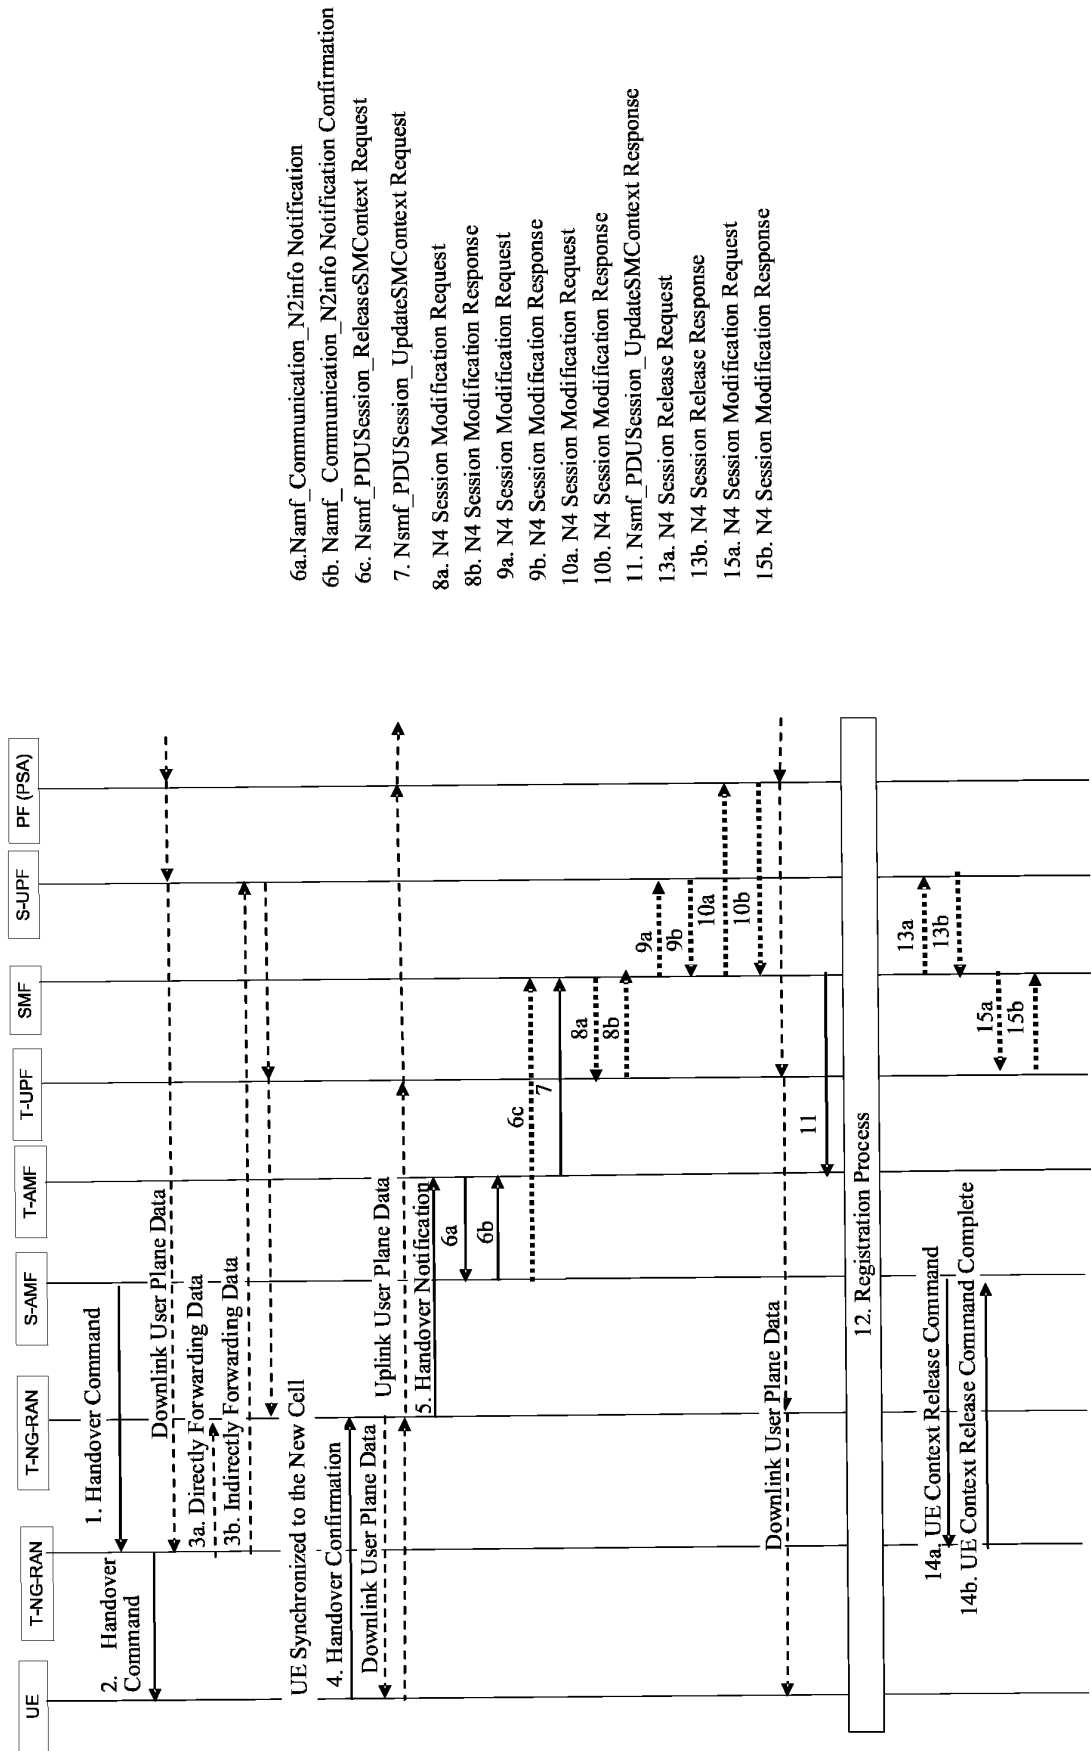 UE
T-NG-RAN
T-NG-RAN
S-AMF
T-AMF
T-UPF
SMF
S-UPF
PF (PSA)
1. Handover Command
2. Handover
Command
Downlink User Plane Data
3a. Directly Forwarding Data
3b. Indirectly Forwarding Data
UE Synchronized to the New Cell
4. Handover Confirmation
Downlink User Plane Data
Uplink User Plane Data
5. Handover Notification
6a
6b
6c
7
8a
8b
9a
9b
10a
10b
Downlink User Plane Data
11
12. Registration Process
13a
13b
14a. UE Context Release Command
14b. UE Context Release Command Complete
15a
15b
6a.Namf_Communication_N2info Notification
6b. Namf_ Communication_N2info Notification Confirmation
6c. Nsmf_PDUSession_ReleaseSMContext Request
7. Nsmf_PDUSession_UpdateSMContext Request
8a. N4 Session Modification Request
8b. N4 Session Modification Response
9a. N4 Session Modification Request
9b. N4 Session Modification Response
10a. N4 Session Modification Request
10b. N4 Session Modification Response
11. Nsmf_PDUSession_UpdateSMContext Response
13a. N4 Session Release Request
13b. N4 Session Release Response
15a. N4 Session Modification Request
15b. N4 Session Modification Response